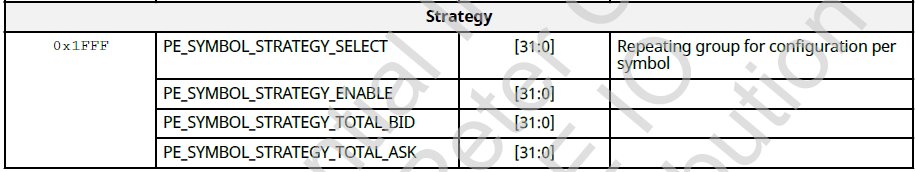 Strategy
0x1FFF PE_SYMBOL_STRATEGY_SELECT [31:0] Repeating group for configuration per
symbol
PE_SYMBOL_STRATEGY_ENABLE [31:0]
PE_SYMBOL_STRATEGY_TOTAL_BID [31:0]
PE_SYMBOL_STRATEGY_TOTAL_ASK [31:0]